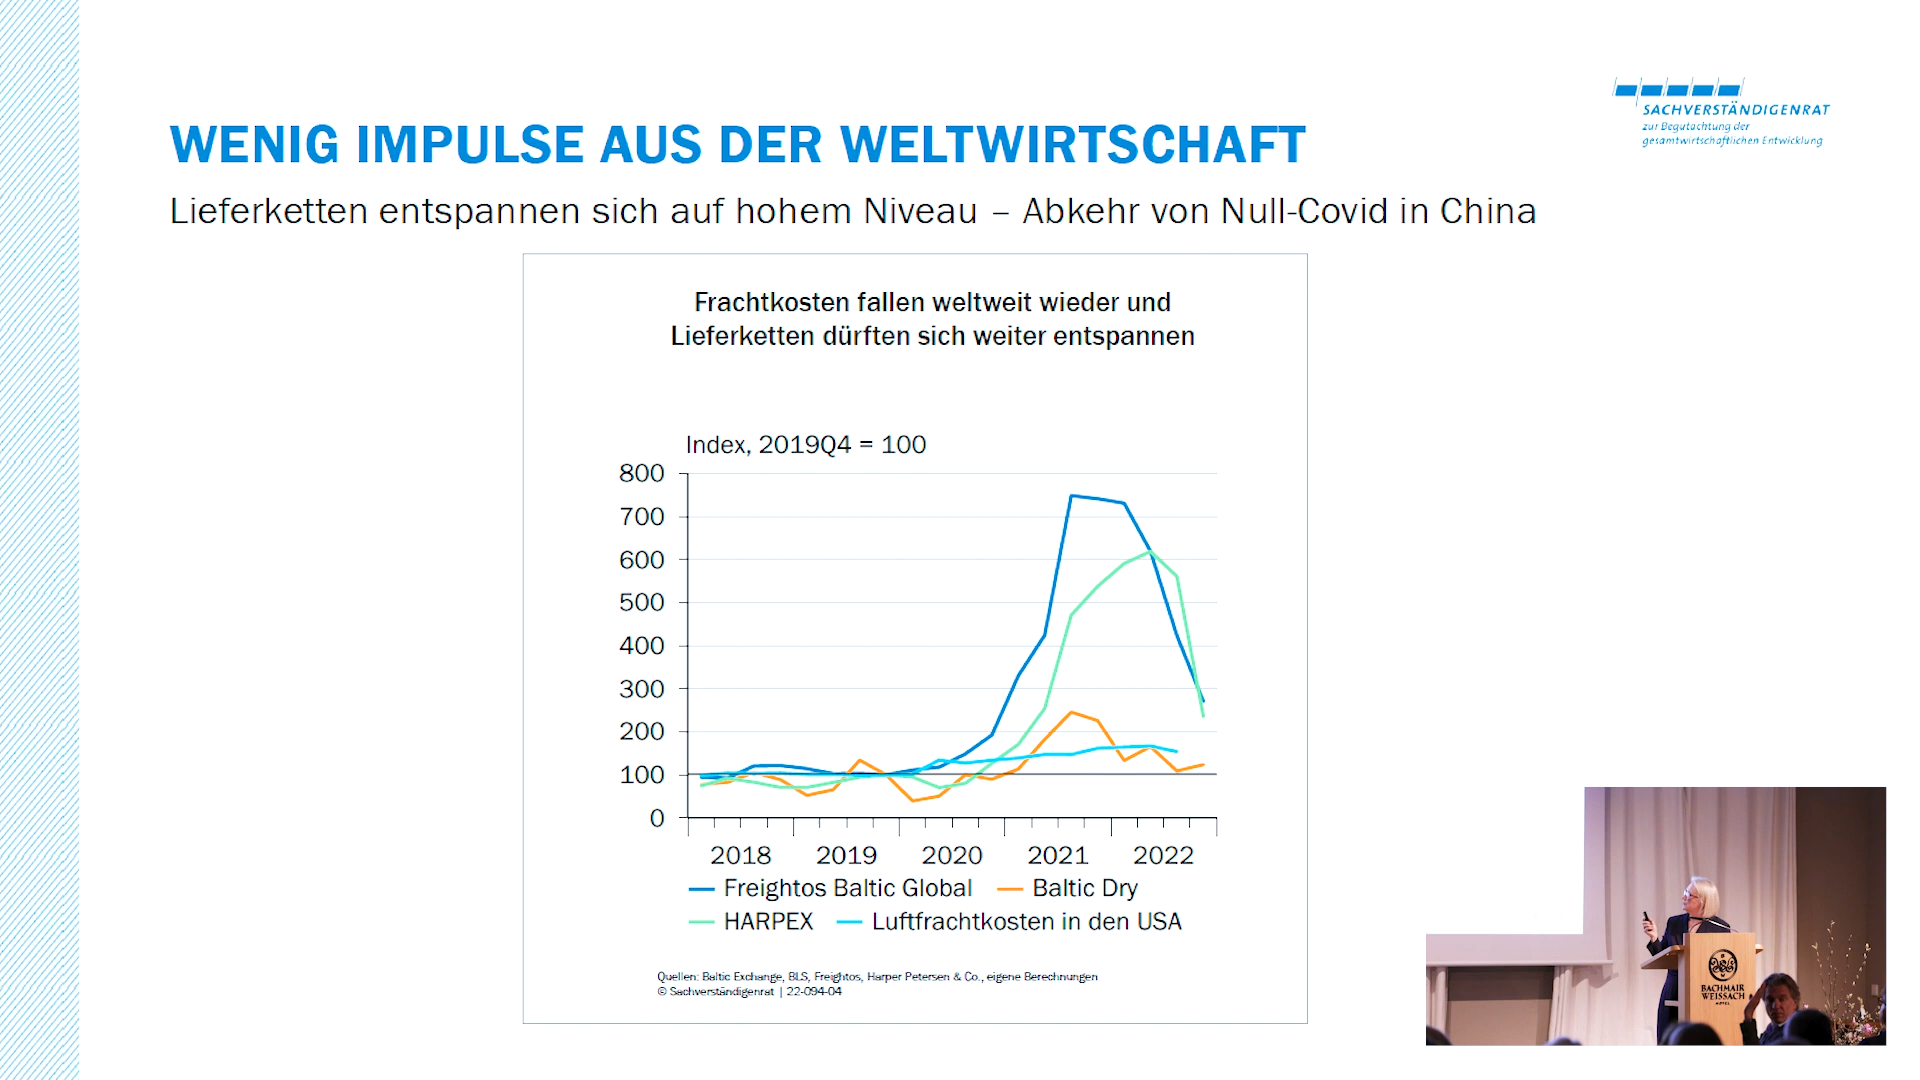 SACHVERSTÄNDIGENRAT
zur Begutachtung der
gesamtwirtschaftlichen Entwicklung
WENIG IMPULSE AUS DER WELTWIRTSCHAFT
Lieferketten entspannen sich auf hohem Niveau – Abkehr von Null-Covid in China
Frachtkosten fallen weltweit wieder und
Lieferketten dürften sich weiter entspannen
Index, 2019Q4 = 100
800
700
600
500
400
300
200
100
0
2018 2019 2020 2021 2022
Freightos Baltic Global Baltic Dry
HARPEX Luftfrachtkosten in den USA
Quellen: Baltic Exchange, BLS, Freightos, Harper Petersen & Co., eigene Berechnungen
© Sachverständigenrat | 22-094-04
BACHMAIR
WEISSACH
HOTEL